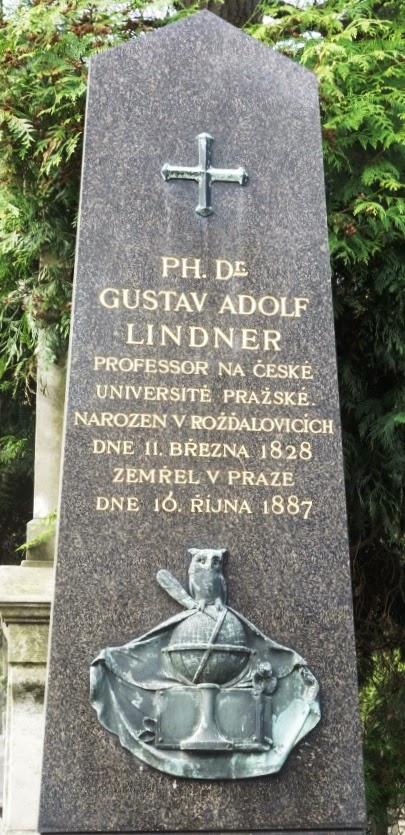 PH. DR
GUSTAV ADOLF
LINDNER
PROFESSOR NA ČESKÉ
UNIVERSITĚ PRAŽSKÉ.
NAROZEN V ROŽĎALOVICÍCH
DNE 11. BŘEZNA 1828
ZEMŘEL V PRAZE
DNE 16. ŘÍJNA 1887